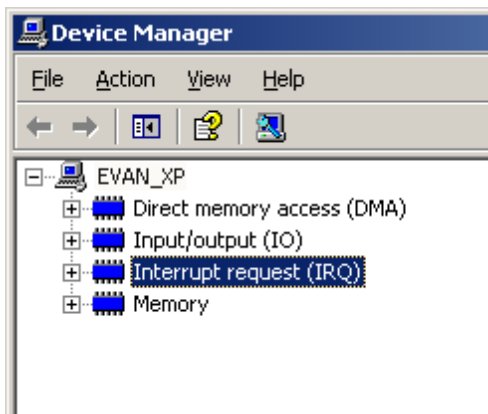 Device Manager
File Action View Help
EVAN_XP
Direct memory access (DMA)
Input/output (IO)
Interrupt request (IRQ)
Memory